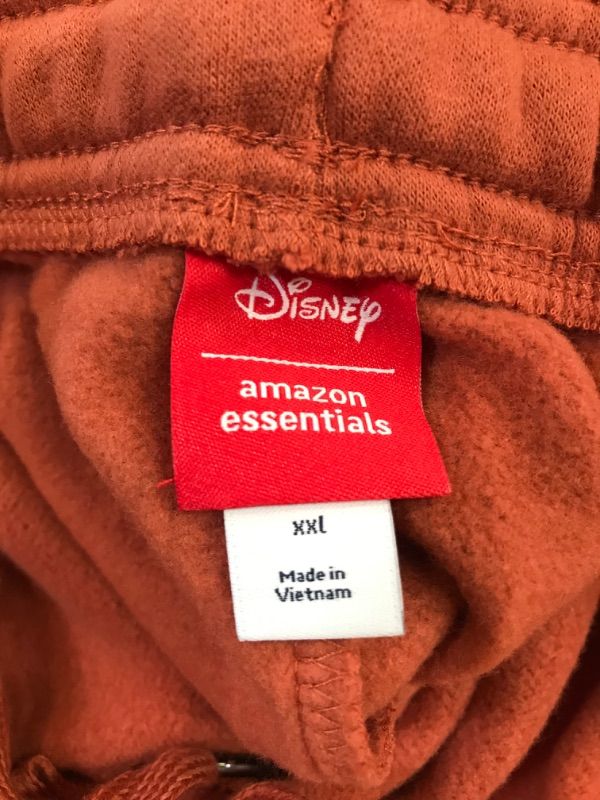 Disney
amazon
essentials
xxl
Made in
Vietnam